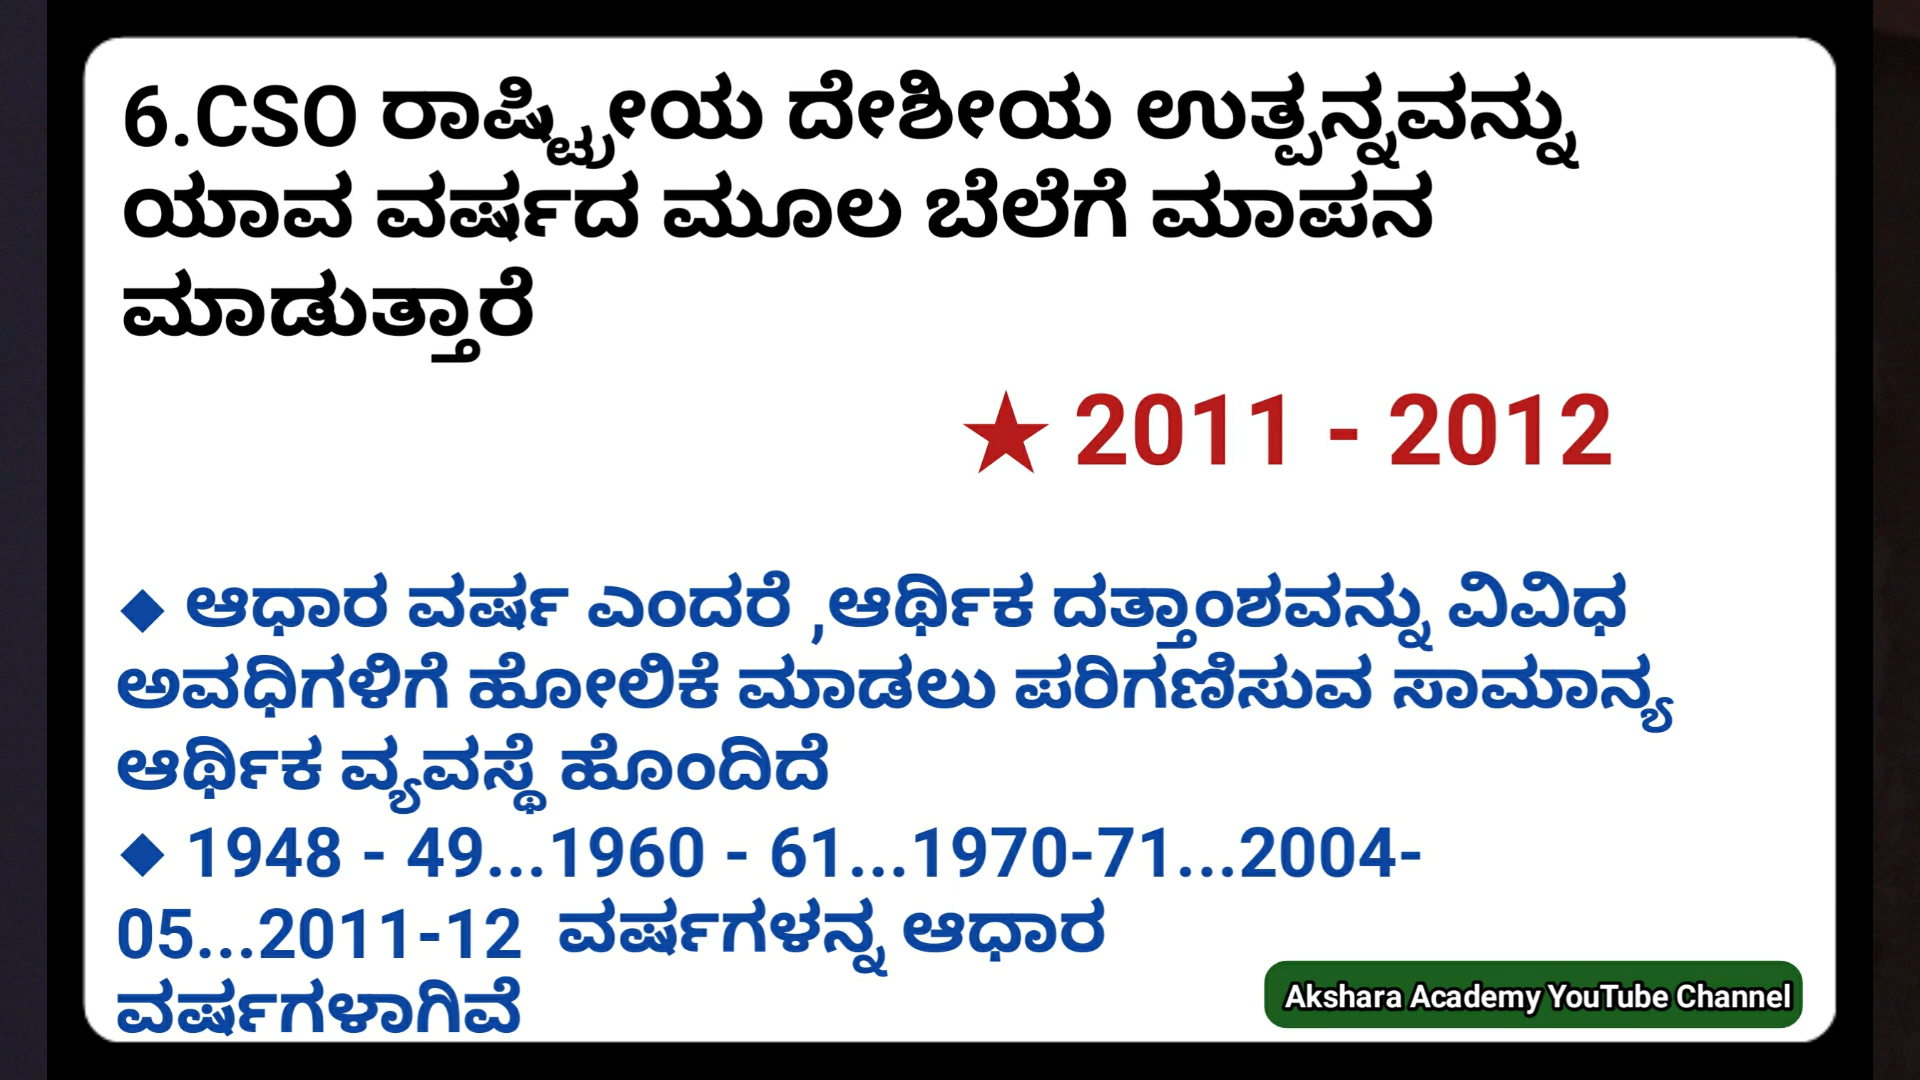 6.CSO ರಾಷ್ಟ್ರೀಯ ದೇಶೀಯ ಉತ್ಪನ್ನವನ್ನು
ಯಾವ ವರ್ಷದ ಮೂಲ ಬೆಲೆಗೆ ಮಾಪನ
ಮಾಡುತ್ತಾರೆ
★ 2011 - 2012
◆ ಆಧಾರ ವರ್ಷ ಎಂದರೆ ,ಆರ್ಥಿಕ ದತ್ತಾಂಶವನ್ನು ವಿವಿಧ
ಅವಧಿಗಳಿಗೆ ಹೋಲಿಕೆ ಮಾಡಲು ಪರಿಗಣಿಸುವ ಸಾಮಾನ್ಯ
ಆರ್ಥಿಕ ವ್ಯವಸ್ಥೆ ಹೊಂದಿದೆ
◆ 1948 - 49...1960 - 61...1970-71...2004-
05...2011-12 ವರ್ಷಗಳನ್ನ ಆಧಾರ
ವರ್ಷಗಳಾಗಿವೆ
Akshara Academy YouTube Channel